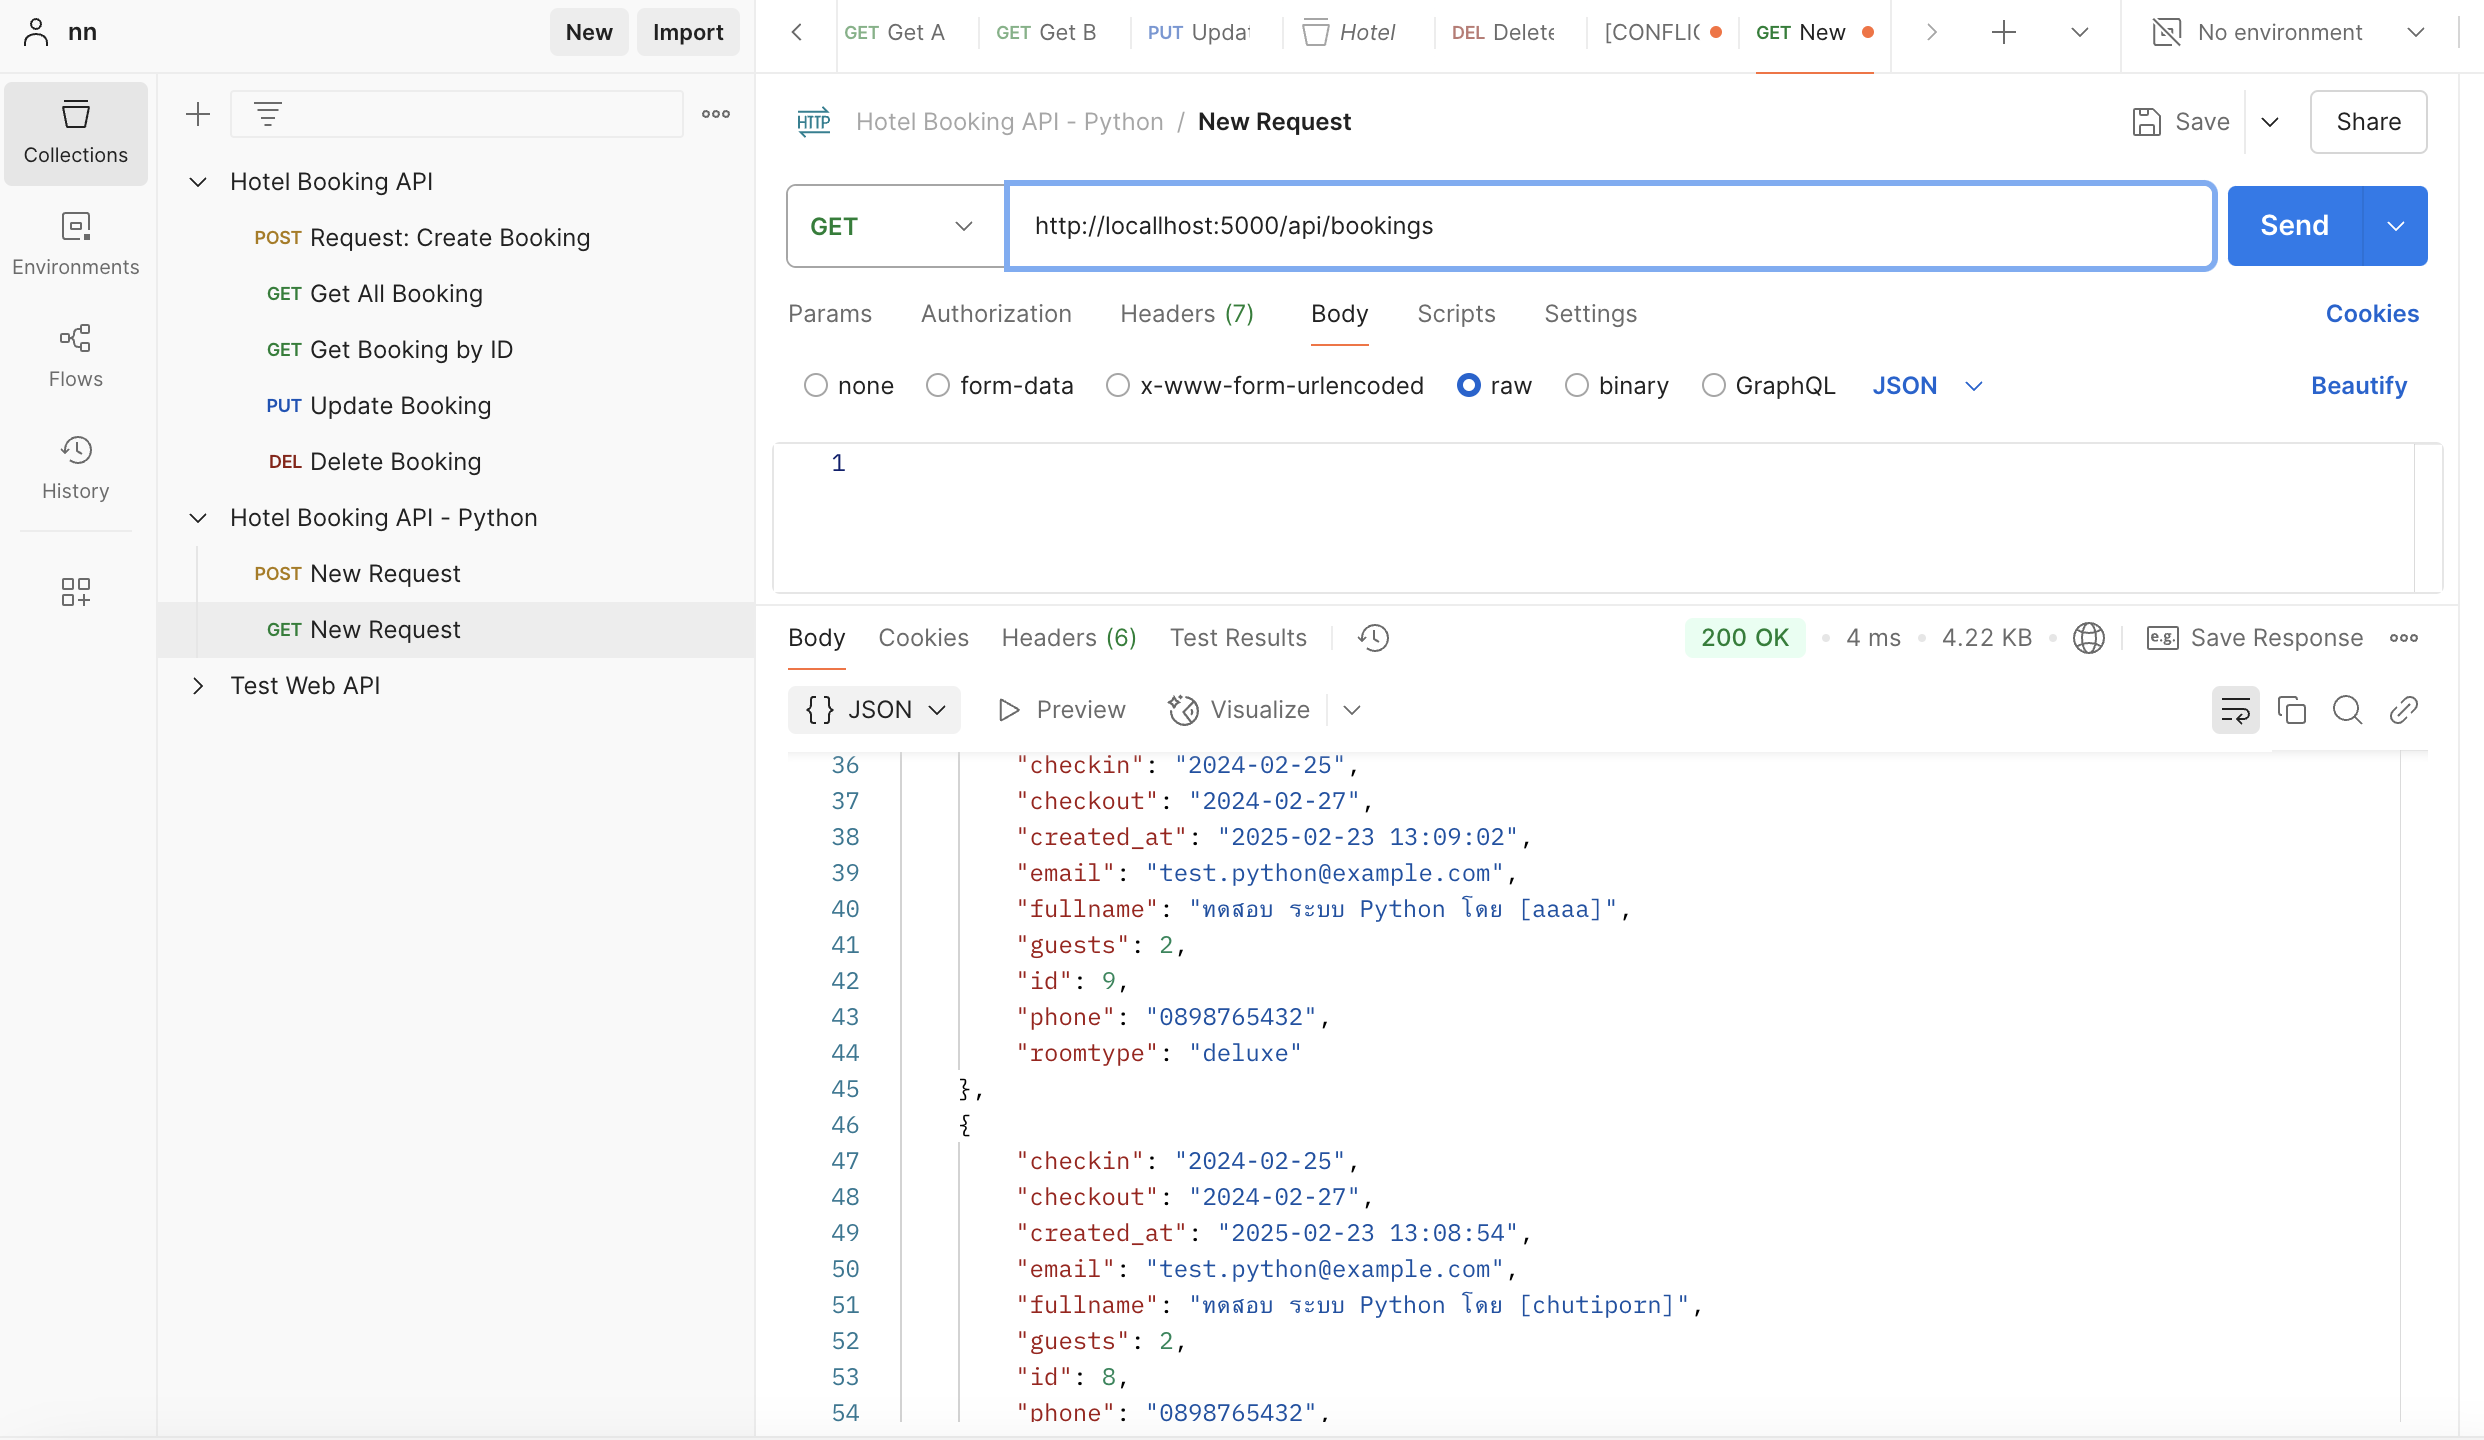 nn
New
Import
GET Get A
GET Get B
PUT Updat
Hotel
DEL Delete
[CONFLIC
GET New
No environment
Collections
Environments
Flows
History
Hotel Booking API
POST Request: Create Booking
GET Get All Booking
GET Get Booking by ID
PUT Update Booking
DEL Delete Booking
Hotel Booking API - Python
POST New Request
GET New Request
Test Web API
HTTP Hotel Booking API - Python / New Request
Save
Share
GET
http://locallhost:5000/api/bookings
Send
Params Authorization Headers (7) Body Scripts Settings Cookies
none form-data x-www-form-urlencoded raw binary GraphQL JSON Beautify
1
Body Cookies Headers (6) Test Results
200 OK • 4 ms • 4.22 KB •
e.g. Save Response
{} JSON Preview Visualize
36 "checkin": "2024-02-25",
37 "checkout": "2024-02-27",
38 "created_at": "2025-02-23 13:09:02",
39 "email": "test.python@example.com",
40 "fullname": "ทดสอบ ระบบ Python โดย [aaaa]",
41 "guests": 2,
42 "id": 9,
43 "phone": "0898765432",
44 "roomtype": "deluxe"
45 },
46 {
47 "checkin": "2024-02-25",
48 "checkout": "2024-02-27",
49 "created_at": "2025-02-23 13:08:54",
50 "email": "test.python@example.com",
51 "fullname": "ทดสอบ ระบบ Python โดย [chutiporn]",
52 "guests": 2,
53 "id": 8,
54 "phone": "0898765432",